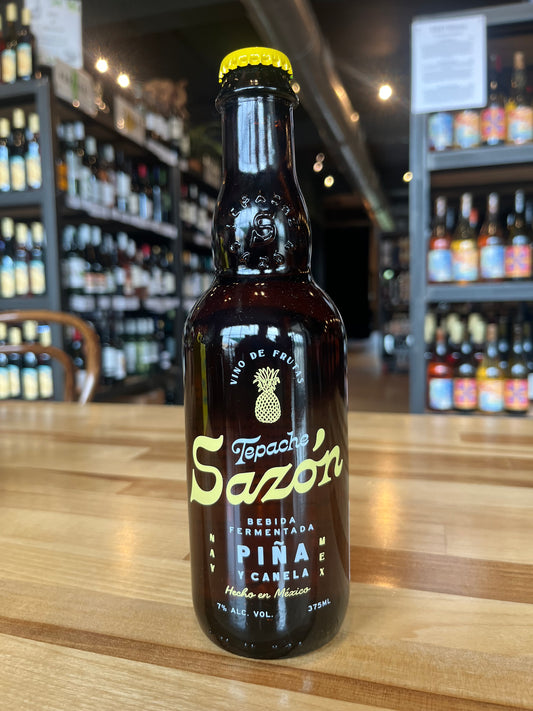 VINO DE FRUTAS
Tepache
Sazón
BEBIDA
FERMENTADA
NAY
MEX
PIÑA
Y CANELA
Hecho en México
7% ALC. VOL.
375ML